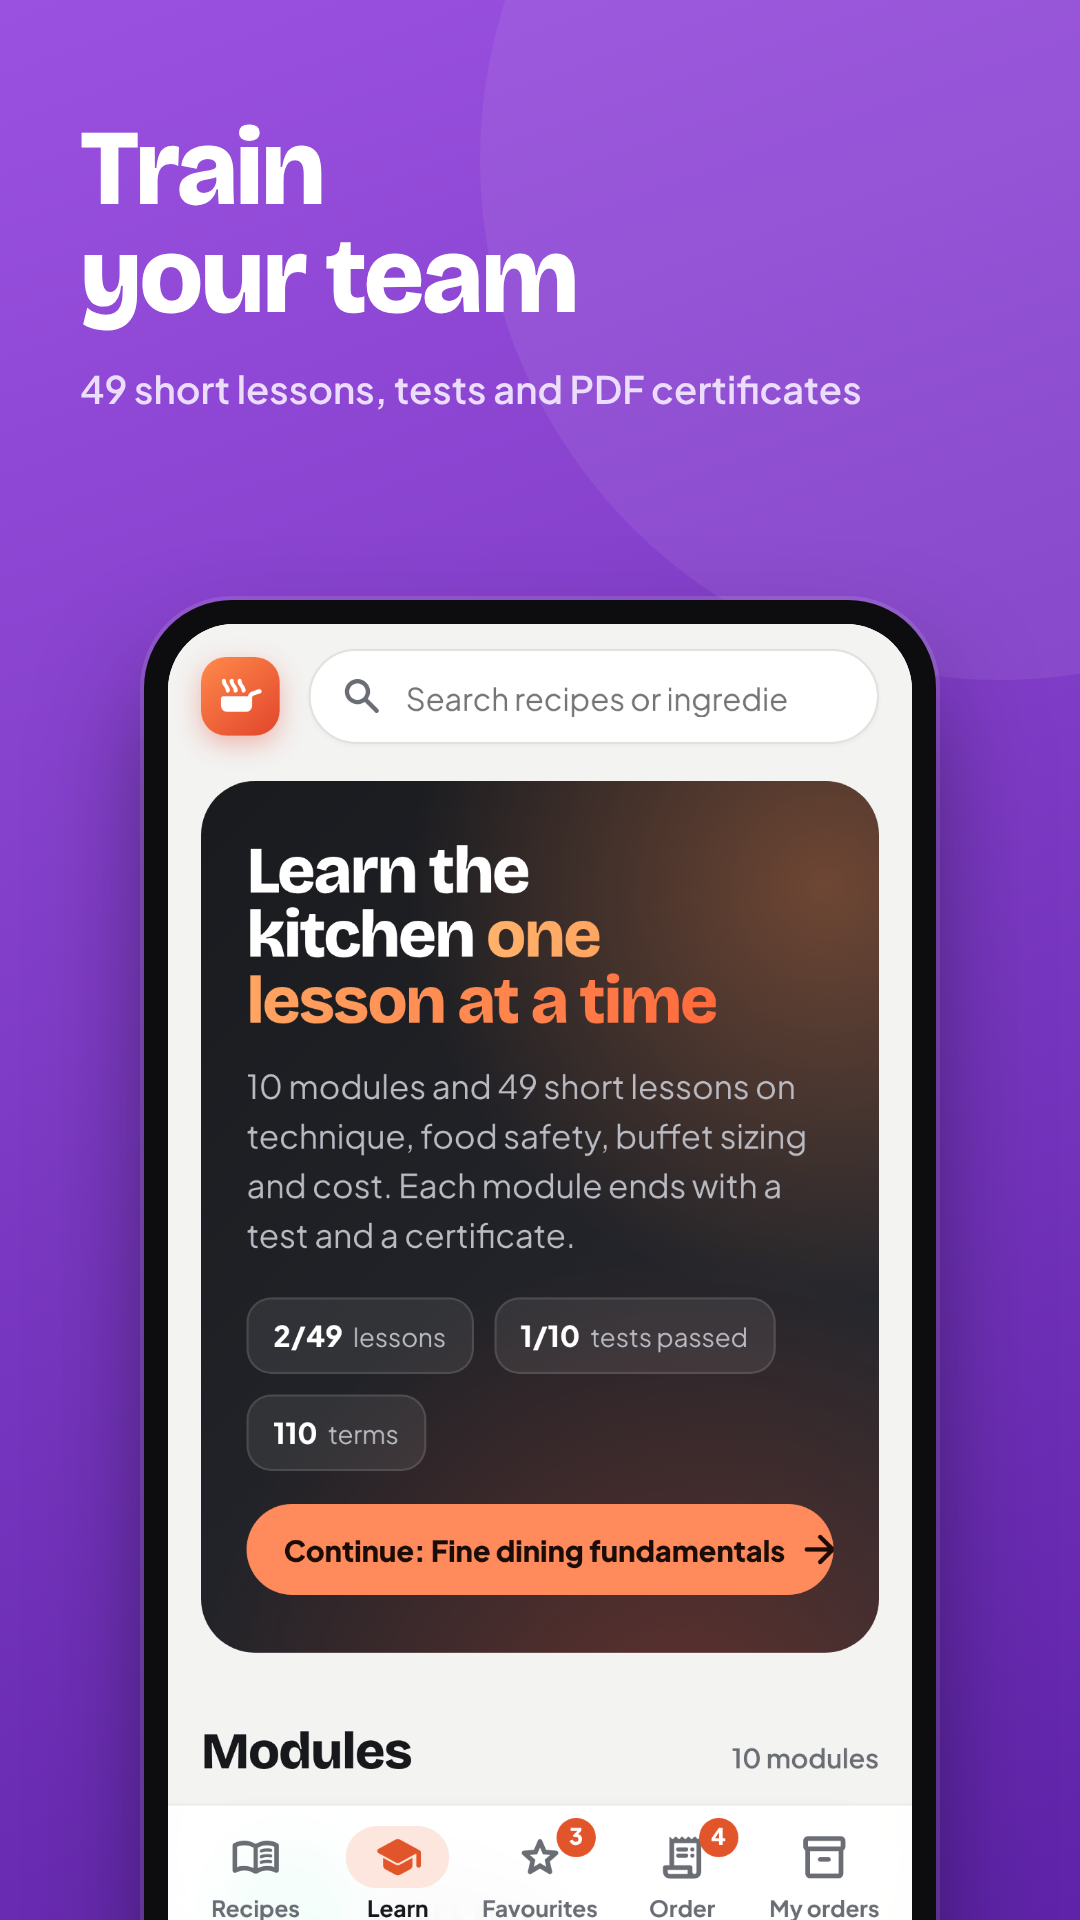 Train
your team
49 short lessons, tests and PDF certificates
Search recipes or ingredie
Learn the
kitchen one
lesson at a time
10 modules and 49 short lessons on
technique, food safety, buffet sizing
and cost. Each module ends with a
test and a certificate.
2/49 lessons
1/10 tests passed
110 terms
Continue: Fine dining fundamentals →
Modules
10 modules
3
4
Recipes
Learn
Favourites
Order
My orders